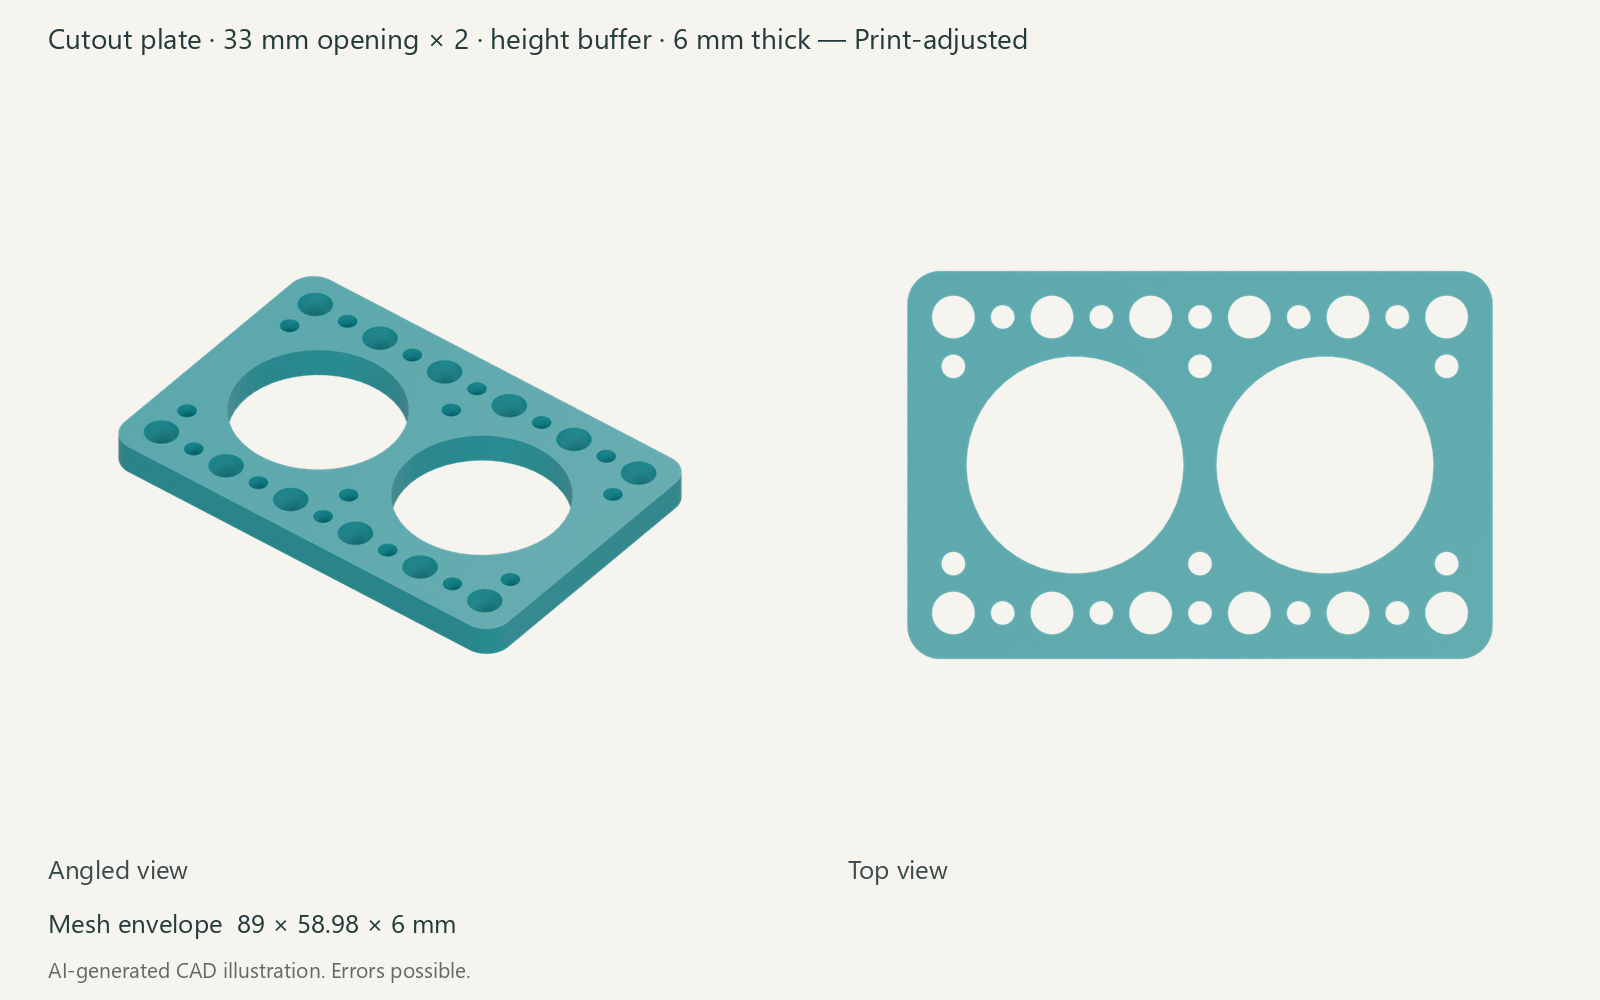 Cutout plate · 33 mm opening × 2 · height buffer · 6 mm thick — Print-adjusted
Angled view
Top view
Mesh envelope  89 × 58.98 × 6 mm
AI-generated CAD illustration. Errors possible.